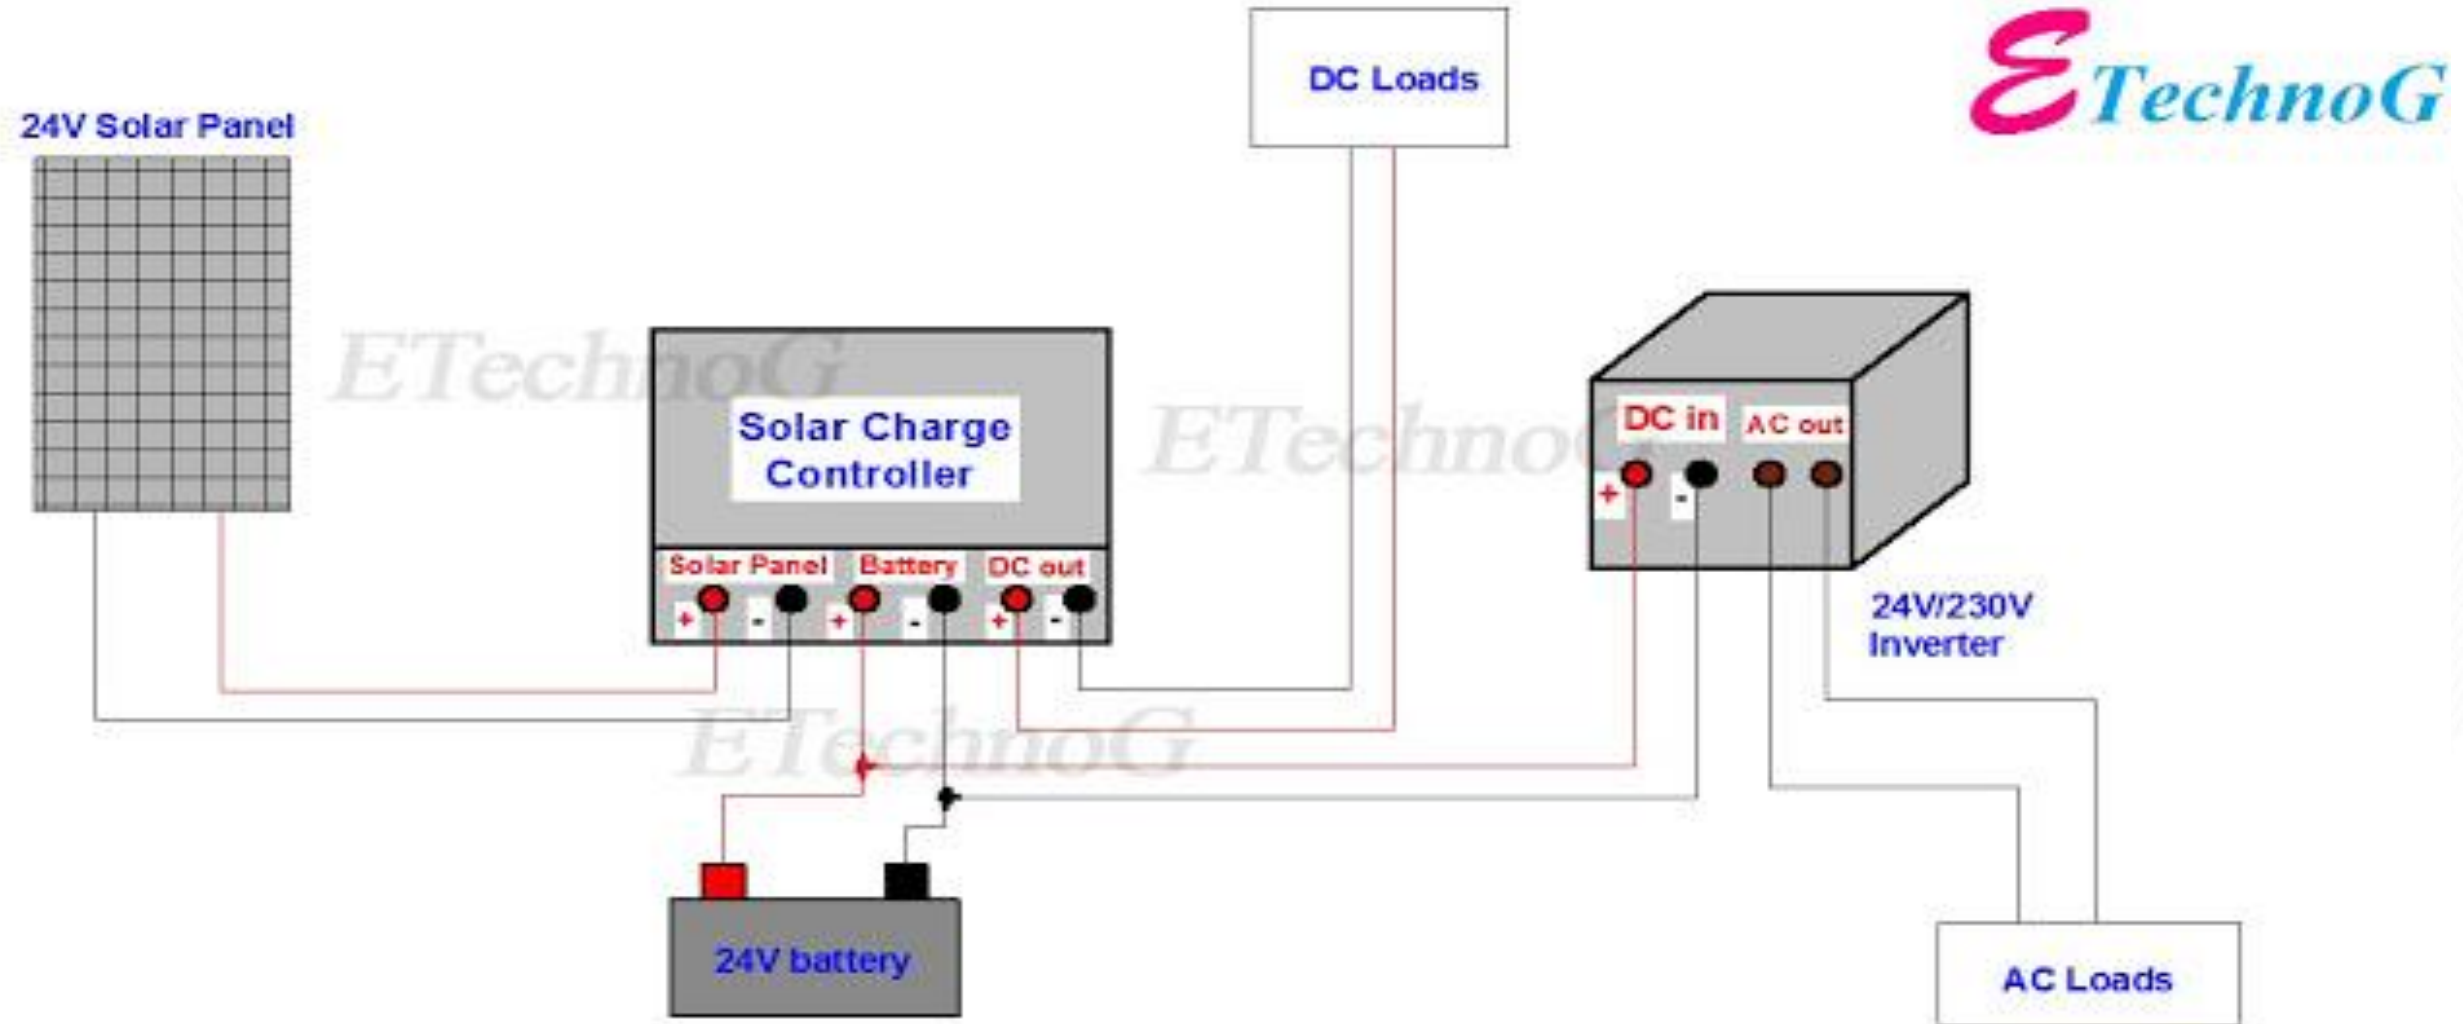 DC Loads
ETechnoG
24V Solar Panel
ETechnoG
Solar Charge
Controller
ETechnoG
DC in
AC out
+
-
Solar Panel
Battery
DC out
+
-
+
-
+
-
24V/230V
Inverter
ETechnoG
24V battery
AC Loads